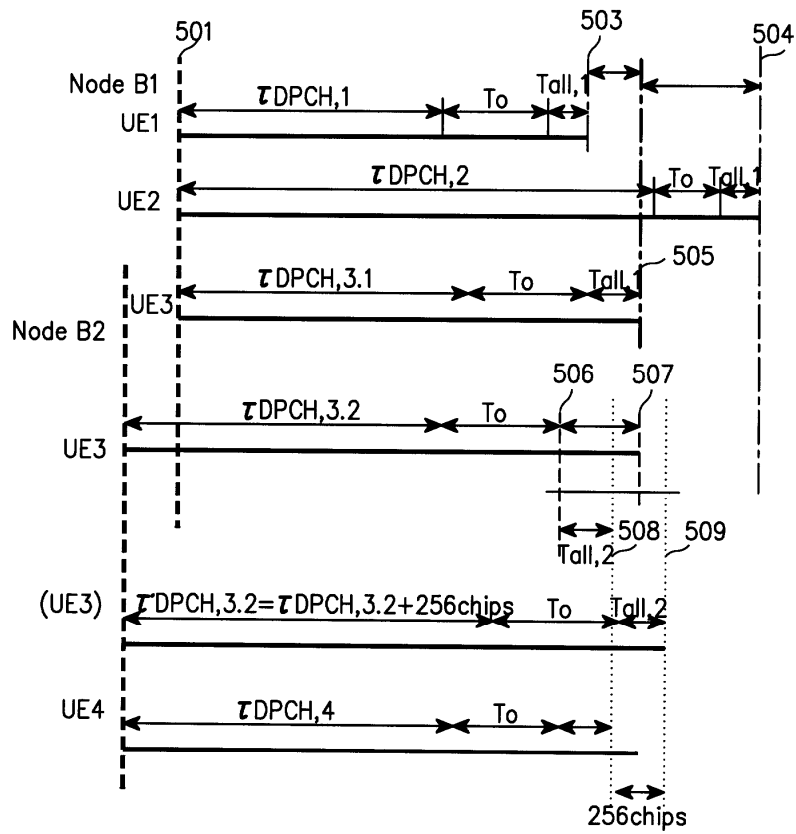 501
503
504
Node B1
τDPCH,1
To
Tall,1
UE1
τDPCH,2
To
Tall,1
UE2
505
τDPCH,3.1
To
Tall,1
UE3
Node B2
506
507
τDPCH,3.2
To
UE3
508
509
Tall,2
(UE3)
τ'DPCH,3.2=τDPCH,3.2+256chips
To
Tall,2
UE4
τDPCH,4
To
256chips